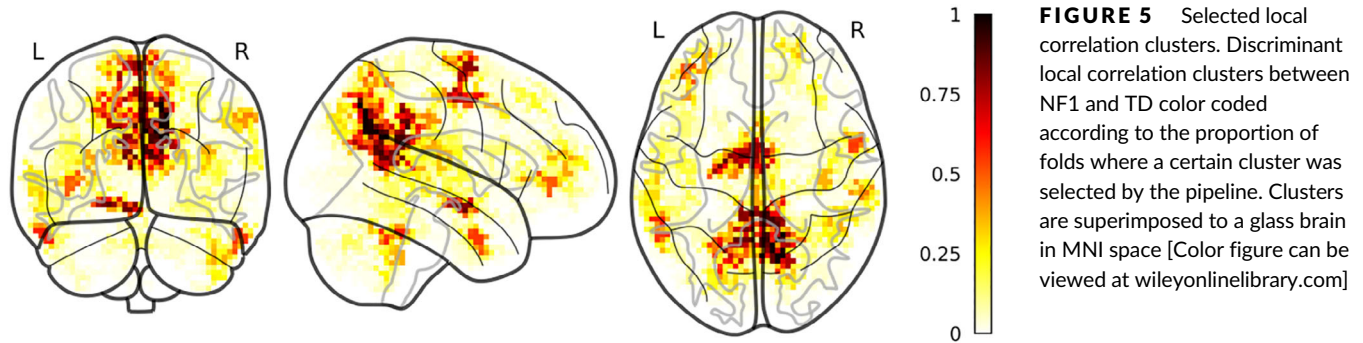 L
R
L
R
1
0.75
0.5
0.25
0
FIGURE 5 Selected local
correlation clusters. Discriminant
local correlation clusters between
NF1 and TD color coded
according to the proportion of
folds where a certain cluster was
selected by the pipeline. Clusters
are superimposed to a glass brain
in MNI space [Color figure can be
viewed at wileyonlinelibrary.com]